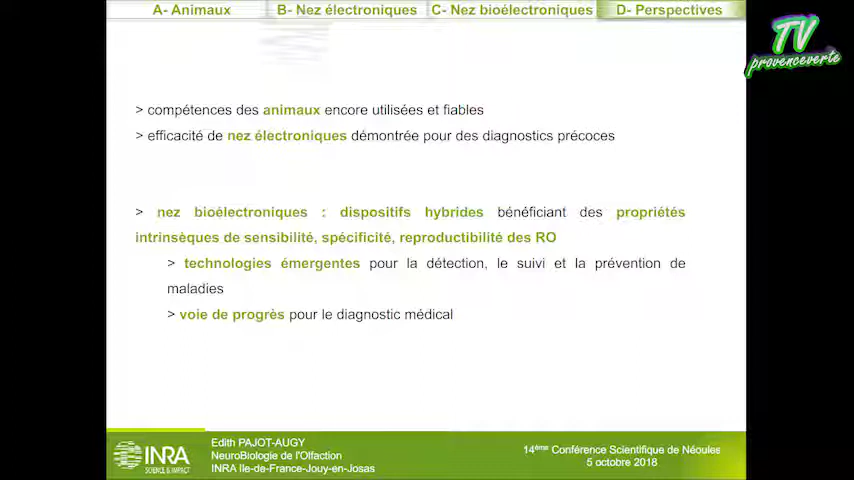 A- Animaux
B- Nez électroniques
C- Nez bioélectroniques
D- Perspectives
TV
provenceverte
> compétences des animaux encore utilisées et fiables
> efficacité de nez électroniques démontrée pour des diagnostics précoces
> nez bioélectroniques : dispositifs hybrides bénéficiant des propriétés
intrinsèques de sensibilité, spécificité, reproductibilité des RO
> technologies émergentes pour la détection, le suivi et la prévention de
maladies
> voie de progrès pour le diagnostic médical
INRA
SCIENCE & IMPACT
Edith PAJOT-AUGY
NeuroBiologie de l'Olfaction
INRA Ile-de-France-Jouy-en-Josas
14ème Conférence Scientifique de Néoules
5 octobre 2018